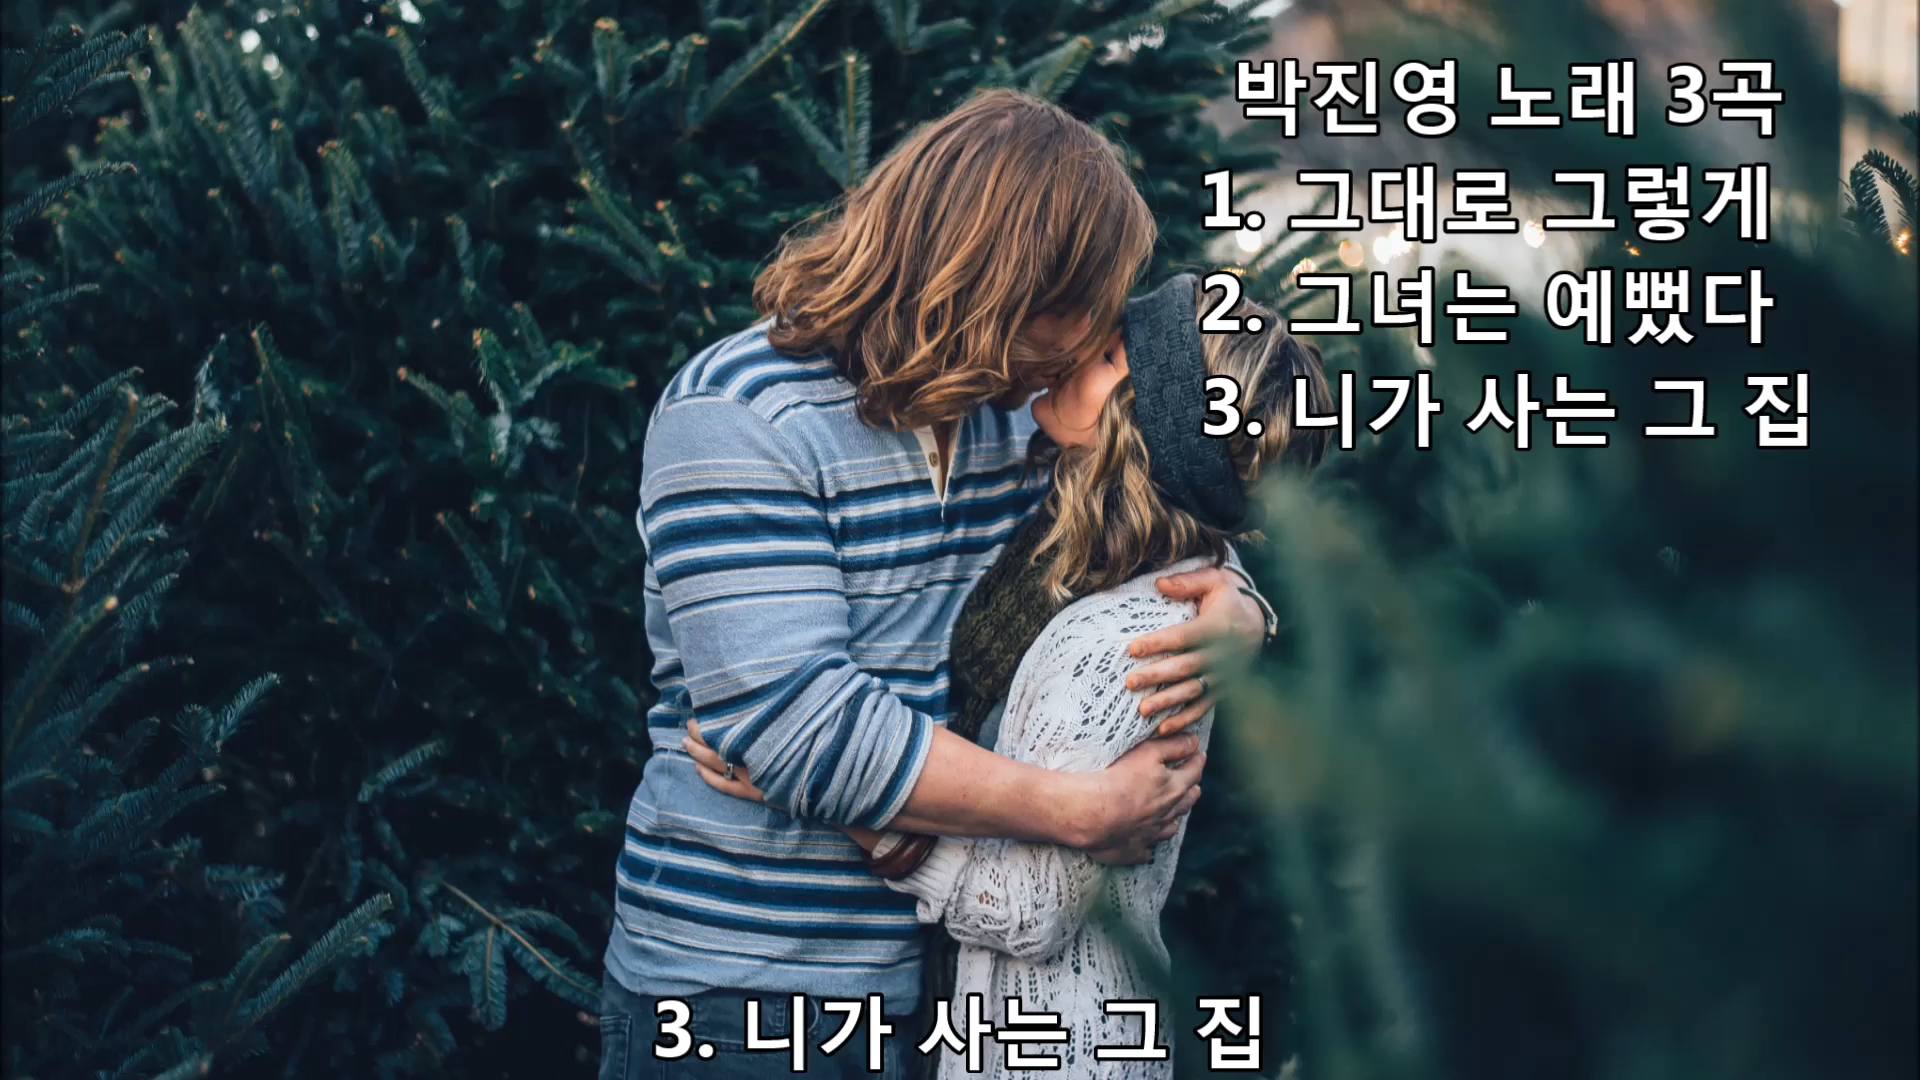 박진영 노래 3곡
1. 그대로 그렇게
2. 그녀는 예뻤다
3. 니가 사는 그 집
3. 니가 사는 그 집